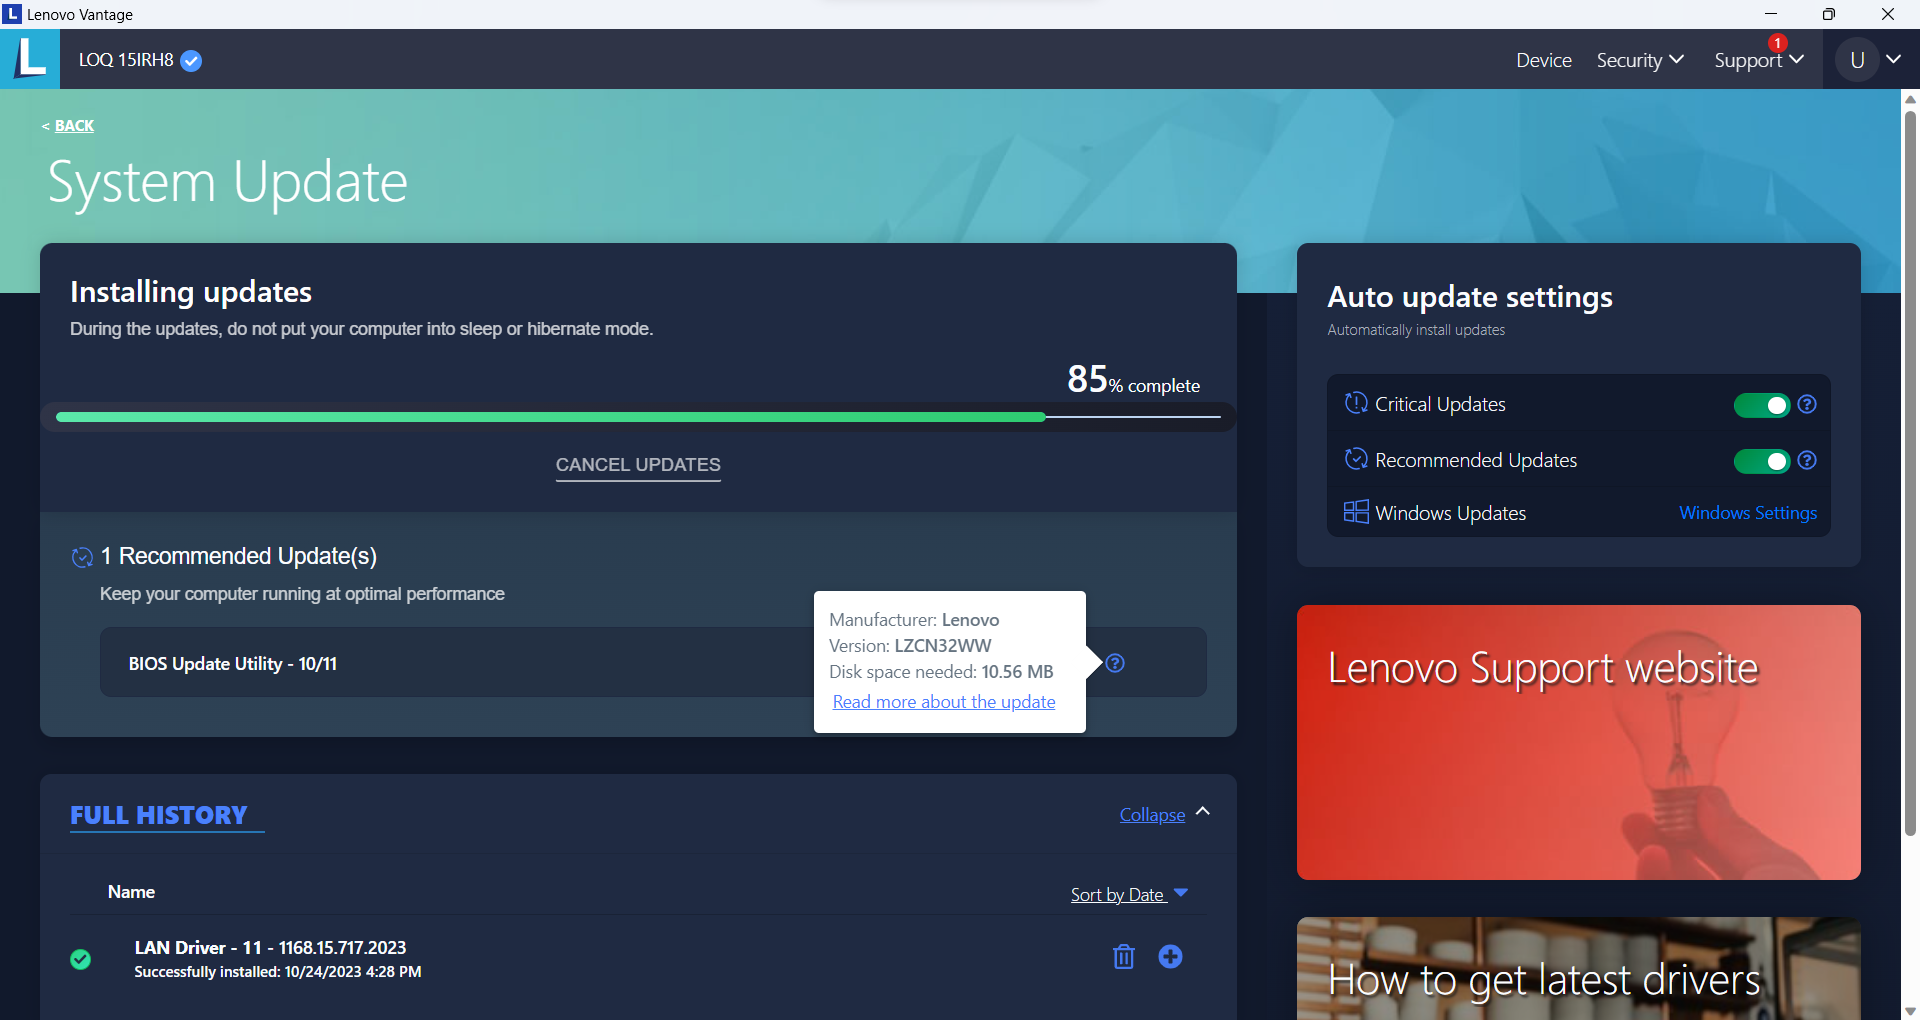 L Lenovo Vantage
L LOQ 15IRH8
Device Security Support 1 U
< BACK
System Update
Installing updates
During the updates, do not put your computer into sleep or hibernate mode.
85% complete
CANCEL UPDATES
1 Recommended Update(s)
Keep your computer running at optimal performance
BIOS Update Utility - 10/11
Manufacturer: Lenovo
Version: LZCN32WW
Disk space needed: 10.56 MB
Read more about the update
?
FULL HISTORY
Collapse
Name
Sort by Date
LAN Driver - 11 - 1168.15.717.2023
Successfully installed: 10/24/2023 4:28 PM
Auto update settings
Automatically install updates
Critical Updates ?
Recommended Updates ?
Windows Updates Windows Settings
Lenovo Support website
How to get latest drivers